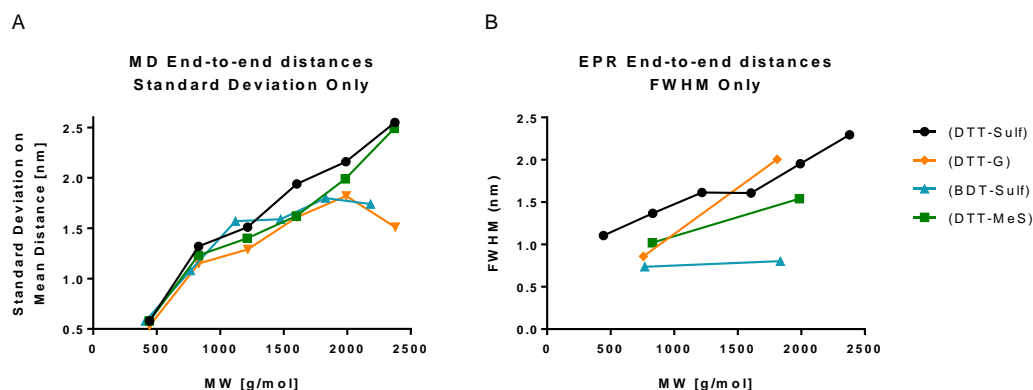 A
MD End-to-end distances
Standard Deviation Only
Standard Deviation on
Mean Distance [nm]
2.5
2.0
1.5
1.0
0.5
0
500
1000
1500
2000
2500
MW [g/mol]
B
EPR End-to-end distances
FWHM Only
FWHM (nm)
2.5
2.0
1.5
1.0
0.5
0.0
0
500
1000
1500
2000
2500
MW [g/mol]
(DTT-Sulf)
(DTT-G)
(BDT-Sulf)
(DTT-MeS)